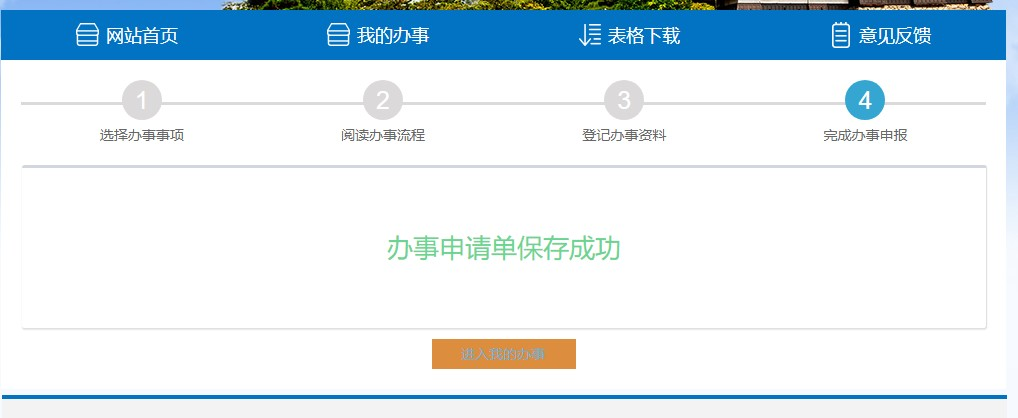 网站首页 我的办事 表格下载 意见反馈
1 2 3 4
选择办事事项 阅读办事流程 登记办事资料 完成办事申报
办事申请单保存成功
进入我的办事